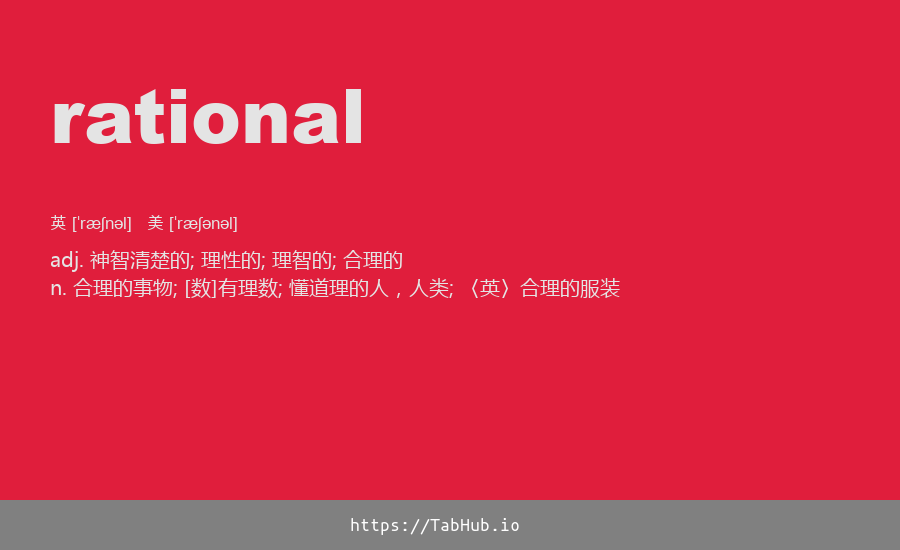 rational
英 ['ræʃnəl] 美 ['ræʃənəl]
adj. 神智清楚的; 理性的; 理智的; 合理的
n. 合理的事物; [数]有理数; 懂道理的人，人类; 〈英〉合理的服装
https://TabHub.io